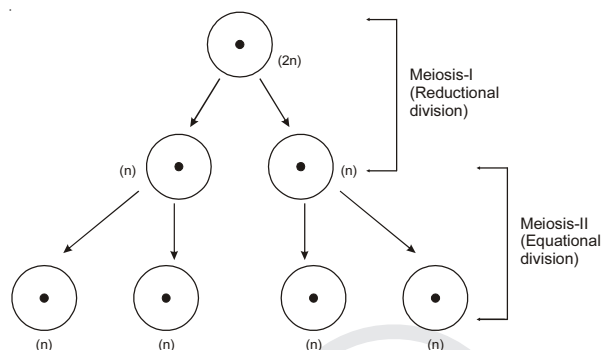 (2n)
Meiosis-I
(Reductional
division)
(n)
(n)
Meiosis-II
(Equational
division)
(n)
(n)
(n)
(n)